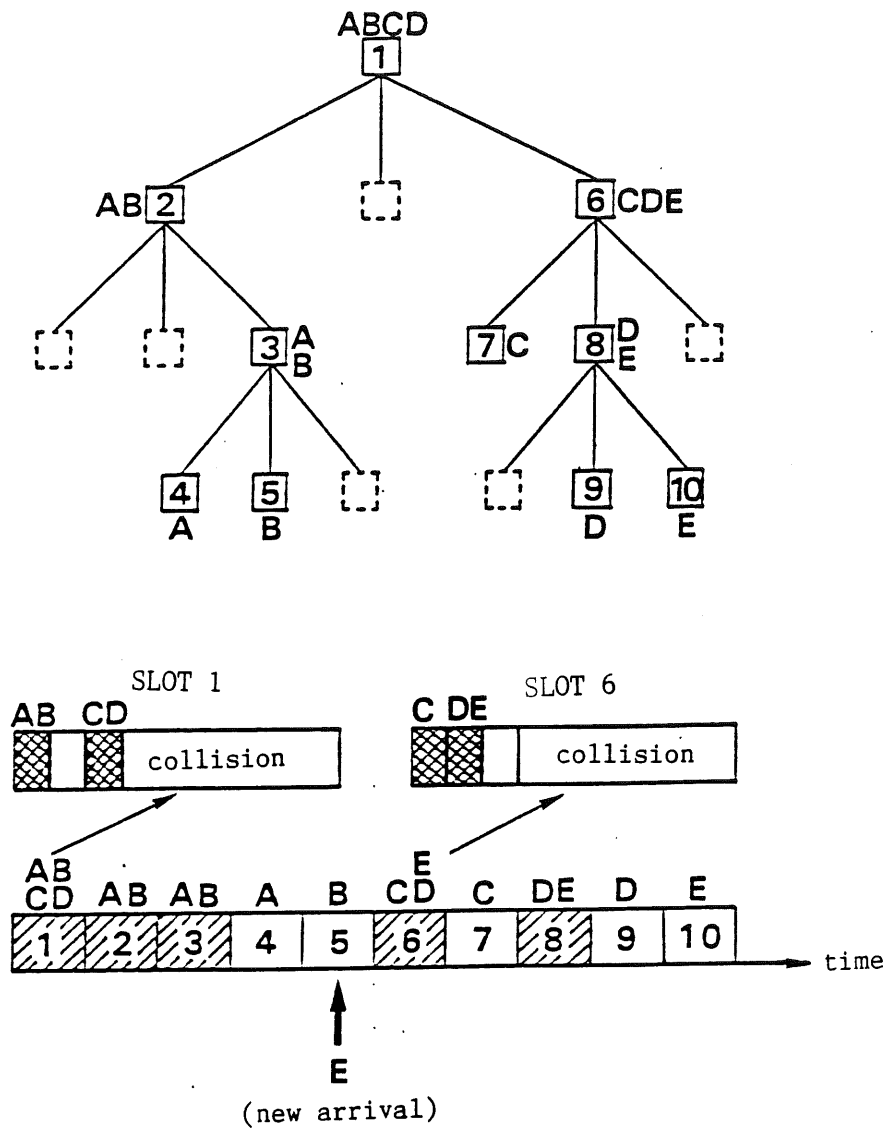 ABCD
1
AB 2
6 CDE
3 A
B
7 C
8 D
E
4
5
9
10
A
B
D
E
SLOT 1
SLOT 6
AB CD
C DE
collision
collision
AB
E
CD AB AB A B CD C DE D E
1 2 3 4 5 6 7 8 9 10
time
E
(new arrival)